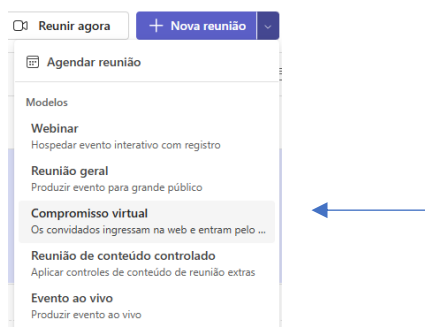 Reunir agora
Nova reunião
Agendar reunião
Modelos
Webinar
Hospedar evento interativo com registro
Reunião geral
Produzir evento para grande público
Compromisso virtual
Os convidados ingressam na web e entram pelo ...
Reunião de conteúdo controlado
Aplicar controles de conteúdo de reunião extras
Evento ao vivo
Produzir evento ao vivo